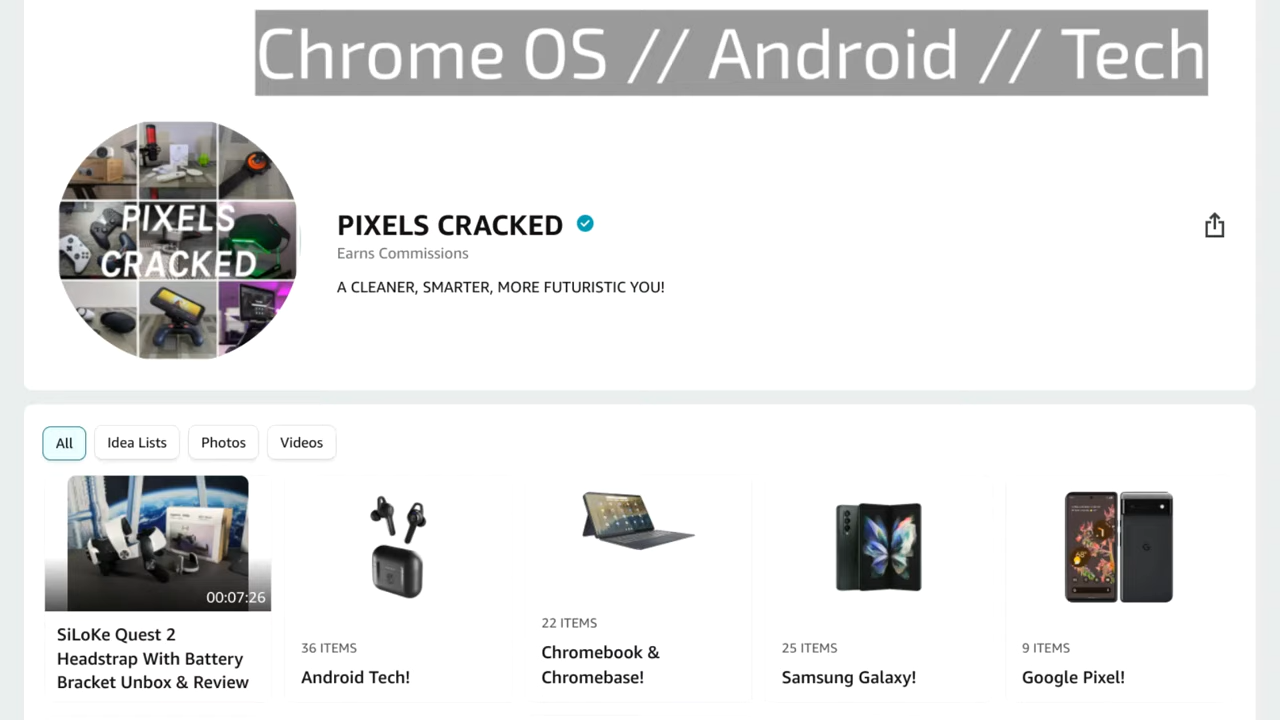 Chrome OS // Android // Tech
PIXELS
CRACKED
PIXELS CRACKED
Earns Commissions
A CLEANER, SMARTER, MORE FUTURISTIC YOU!
All
Idea Lists
Photos
Videos
00:07:26
SiLoKe Quest 2
Headstrap With Battery
Bracket Unbox & Review
36 ITEMS
Android Tech!
22 ITEMS
Chromebook &
Chromebase!
25 ITEMS
Samsung Galaxy!
9 ITEMS
Google Pixel!